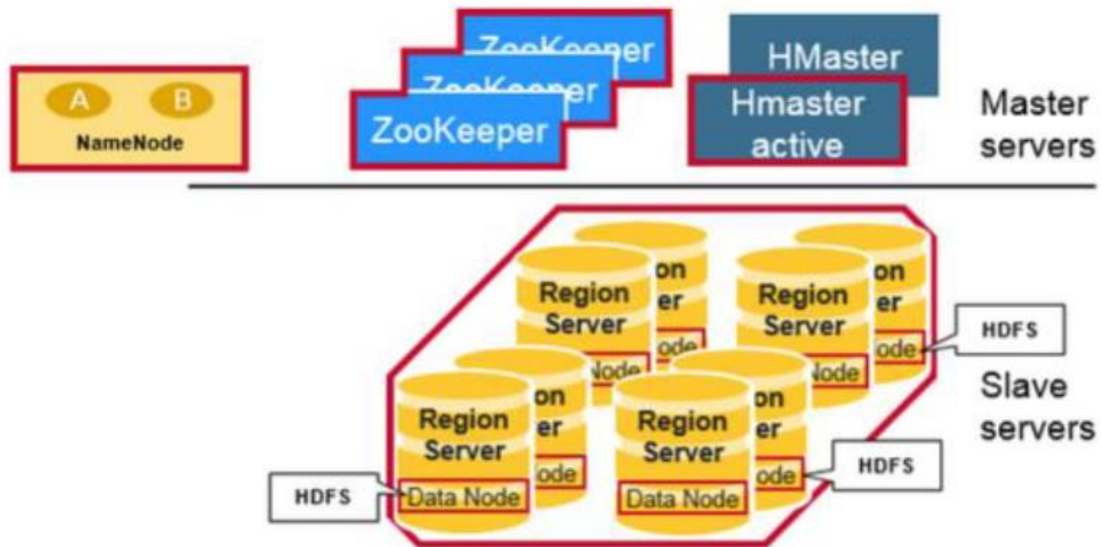 A B
NameNode
ZooKeeper
ZooKeeper
ZooKeeper
HMaster
Hmaster
active
Master
servers
Region
Server
Region
Server
Region
Server
Data Node
Region
Server
Data Node
HDFS
HDFS
HDFS
Slave
servers